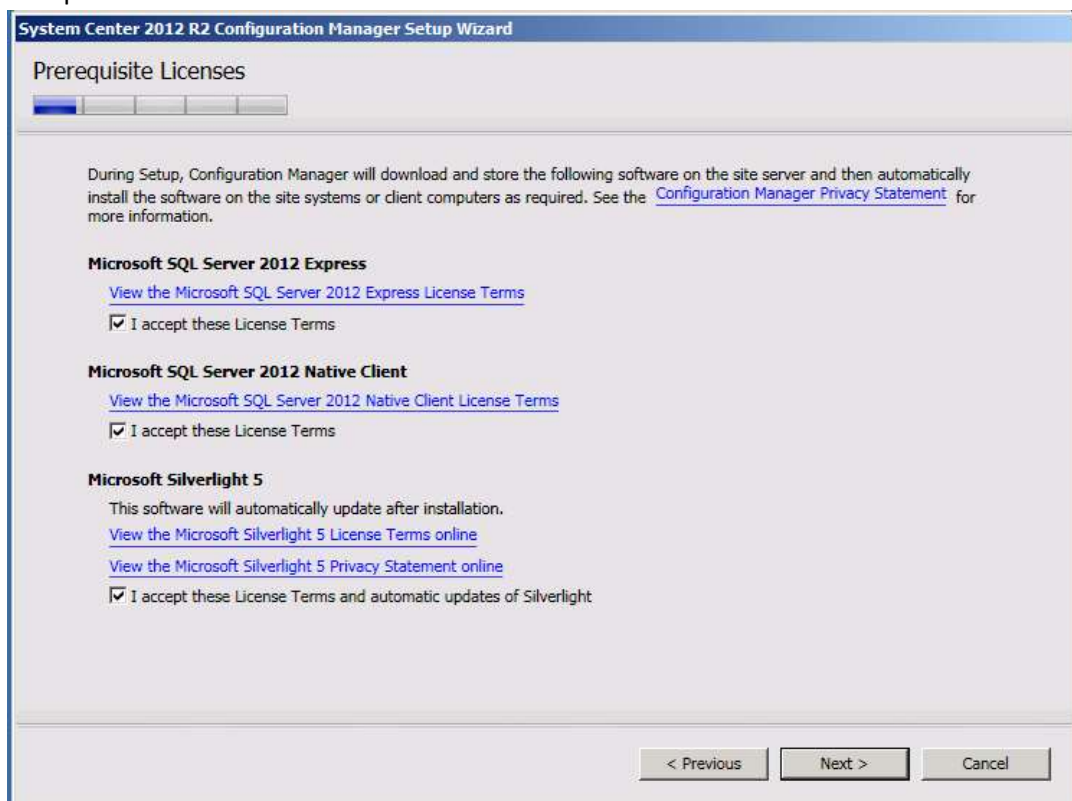 System Center 2012 R2 Configuration Manager Setup Wizard
Prerequisite Licenses
During Setup, Configuration Manager will download and store the following software on the site server and then automatically
install the software on the site systems or client computers as required. See the Configuration Manager Privacy Statement for
more information.
Microsoft SQL Server 2012 Express
View the Microsoft SQL Server 2012 Express License Terms
I accept these License Terms
Microsoft SQL Server 2012 Native Client
View the Microsoft SQL Server 2012 Native Client License Terms
I accept these License Terms
Microsoft Silverlight 5
This software will automatically update after installation.
View the Microsoft Silverlight 5 License Terms online
View the Microsoft Silverlight 5 Privacy Statement online
I accept these License Terms and automatic updates of Silverlight
< Previous Next > Cancel